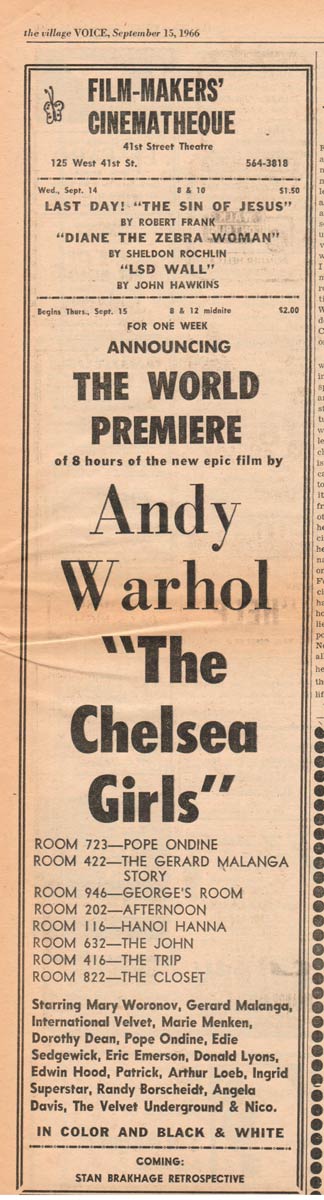 the village VOICE, September 15, 1966
FILM-MAKERS'
CINEMATHEQUE
41st Street Theatre
125 West 41st St. 564-3818
Wed., Sept. 14 8 & 10 $1.50
LAST DAY! "THE SIN OF JESUS"
BY ROBERT FRANK
"DIANE THE ZEBRA WOMAN"
BY SHELDON ROCHLIN
"LSD WALL"
BY JOHN HAWKINS
Begins Thurs., Sept. 15 8 & 12 midnite $2.00
FOR ONE WEEK
ANNOUNCING
THE WORLD
PREMIERE
of 8 hours of the new epic film by
Andy
Warhol
"The
Chelsea
Girls"
ROOM 723—POPE ONDINE
ROOM 422—THE GERARD MALANGA
STORY
ROOM 946—GEORGE'S ROOM
ROOM 202—AFTERNOON
ROOM 116—HANOI HANNA
ROOM 632—THE JOHN
ROOM 416—THE TRIP
ROOM 822—THE CLOSET
Starring Mary Woronov, Gerard Malanga,
International Velvet, Marie Menken,
Dorothy Dean, Pope Ondine, Edie
Sedgewick, Eric Emerson, Donald Lyons,
Edwin Hood, Patrick, Arthur Loeb, Ingrid
Superstar, Randy Borscheidt, Angela
Davis, The Velvet Underground & Nico.
IN COLOR AND BLACK & WHITE
COMING:
STAN BRAKHAGE RETROSPECTIVE